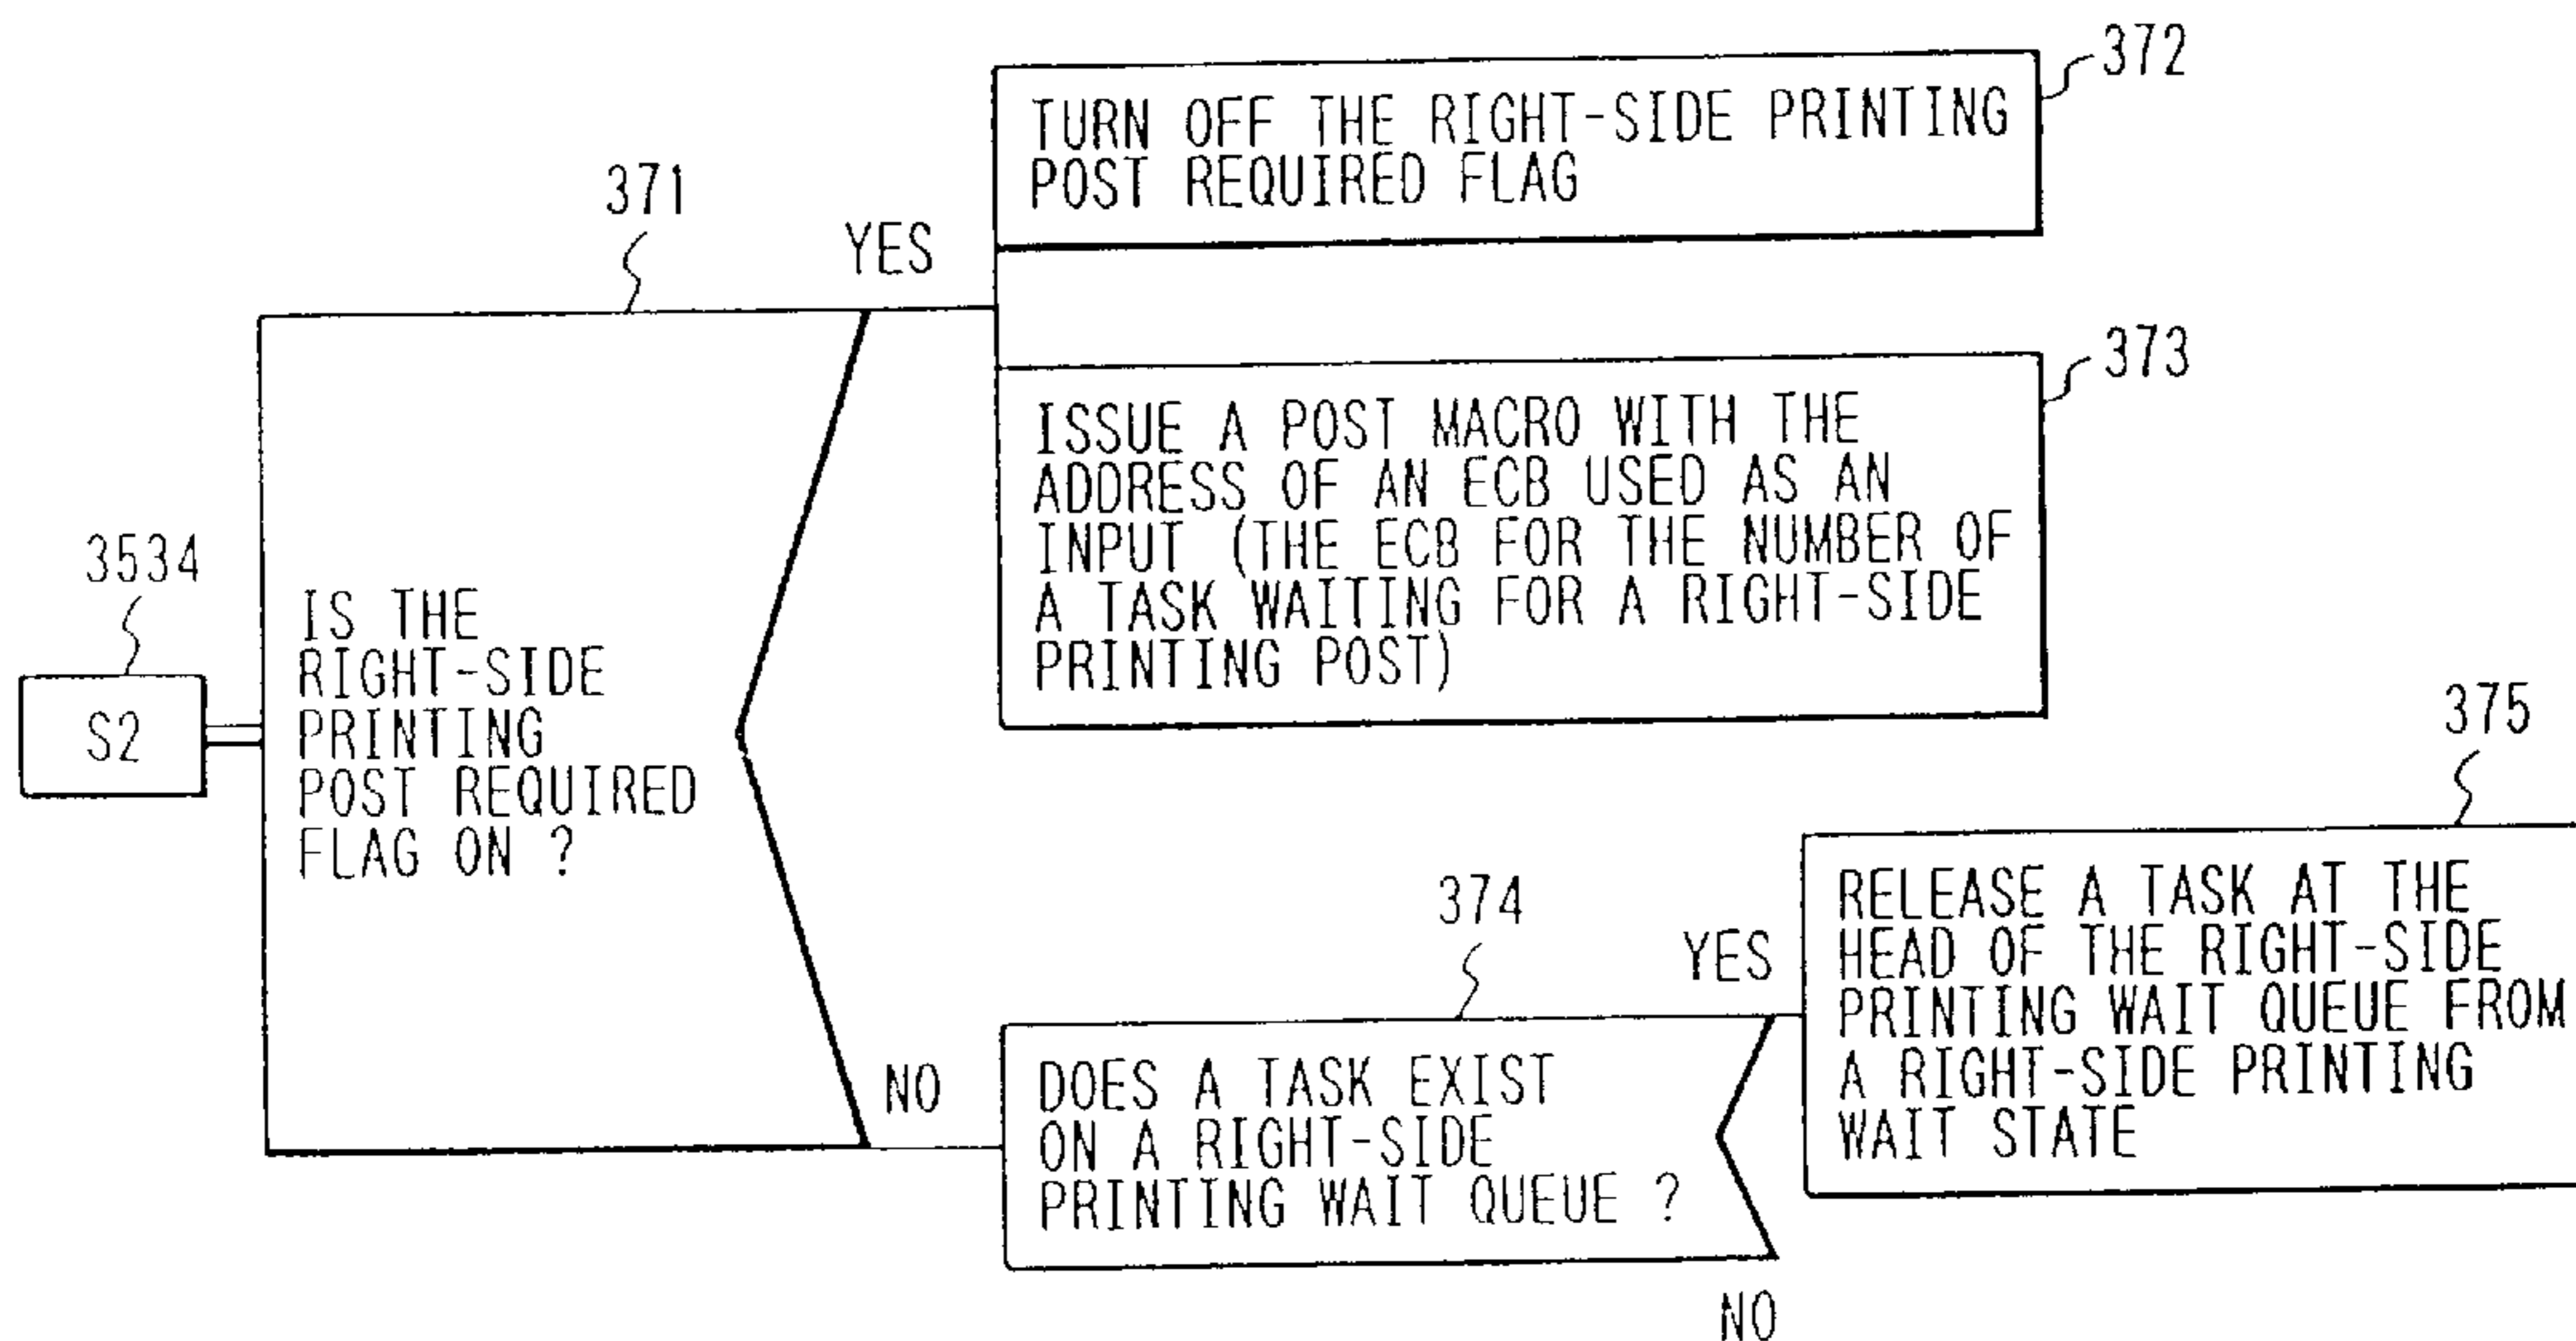 3534
S2
371
IS THE
RIGHT-SIDE
PRINTING
POST REQUIRED
FLAG ON ?
YES
372
TURN OFF THE RIGHT-SIDE PRINTING
POST REQUIRED FLAG
373
ISSUE A POST MACRO WITH THE
ADDRESS OF AN ECB USED AS AN
INPUT (THE ECB FOR THE NUMBER OF
A TASK WAITING FOR A RIGHT-SIDE
PRINTING POST)
NO
374
DOES A TASK EXIST
ON A RIGHT-SIDE
PRINTING WAIT QUEUE ?
YES
375
RELEASE A TASK AT THE
HEAD OF THE RIGHT-SIDE
PRINTING WAIT QUEUE FROM
A RIGHT-SIDE PRINTING
WAIT STATE
NO